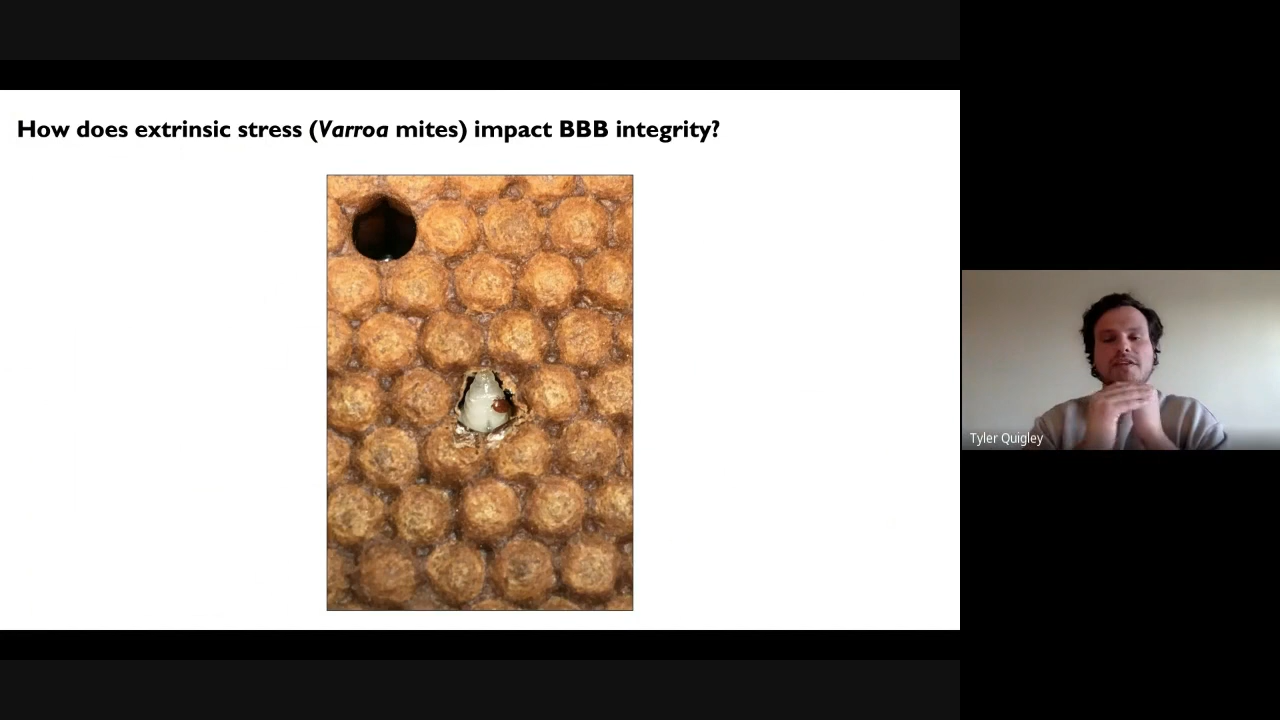 How does extrinsic stress (Varroa mites) impact BBB integrity?
Tyler Quigley